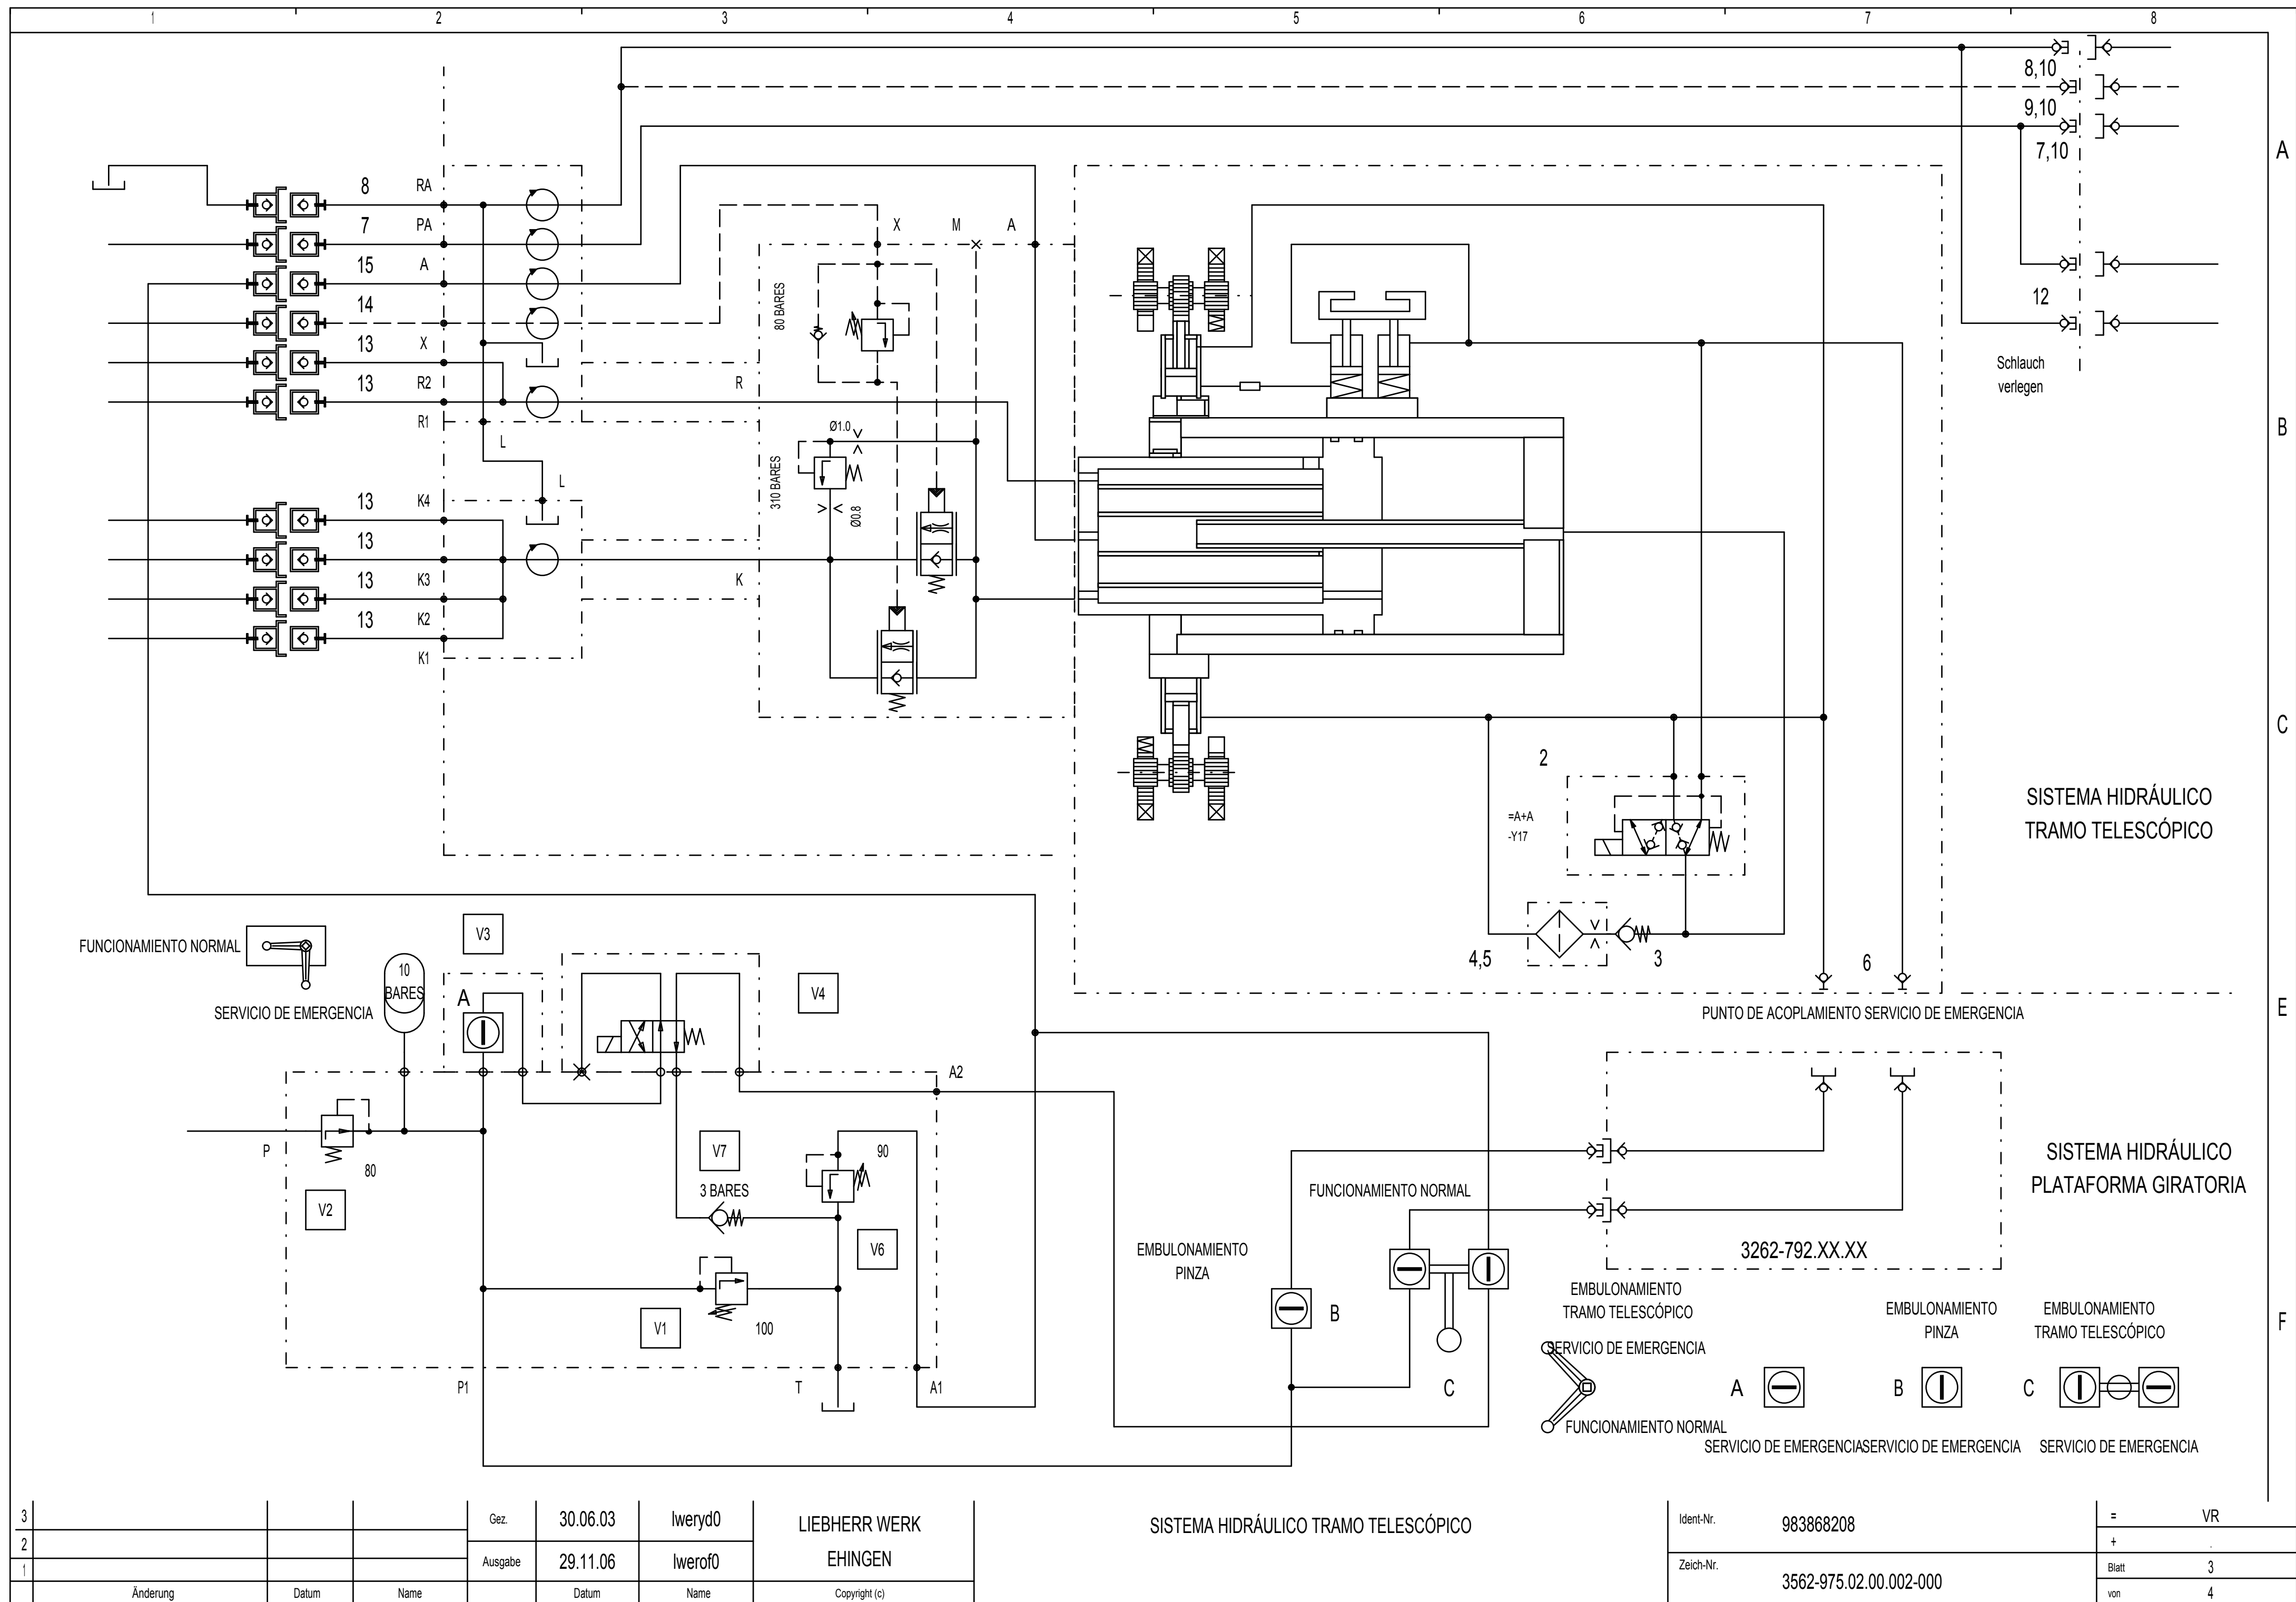 1 2 3 4 5 6 7 8
8,10
9,10
7,10
A
8 RA
7 PA
15 A
14
13 X
13 R2
R1
L
L
X M A
80 BARES
R
Ø1.0
310 BARES
Ø0.8
K
12
Schlauch
verlegen
B
13 K4
13
13 K3
13 K2
K1
C
2
=A+A
-Y17
SISTEMA HIDRÁULICO
TRAMO TELESCÓPICO
4,5
3
6
PUNTO DE ACOPLAMIENTO SERVICIO DE EMERGENCIA
E
FUNCIONAMIENTO NORMAL
SERVICIO DE EMERGENCIA
10
BARES
V3
A
V4
A2
P
80
V2
V7
3 BARES
90
V6
V1
100
P1
T
A1
FUNCIONAMIENTO NORMAL
EMBULONAMIENTO
PINZA
B
C
SISTEMA HIDRÁULICO
PLATAFORMA GIRATORIA
3262-792.XX.XX
EMBULONAMIENTO
TRAMO TELESCÓPICO
SERVICIO DE EMERGENCIA
FUNCIONAMIENTO NORMAL
EMBULONAMIENTO
PINZA
EMBULONAMIENTO
TRAMO TELESCÓPICO
F
A
B
C
SERVICIO DE EMERGENCIA
SERVICIO DE EMERGENCIA
SERVICIO DE EMERGENCIA
3
2
1
Änderung Datum Name
Gez. 30.06.03 lweryd0
Ausgabe 29.11.06 lwerof0
Datum Name
LIEBHERR WERK
EHINGEN
Copyright (c)
SISTEMA HIDRÁULICO TRAMO TELESCÓPICO
Ident-Nr. 983868208
Zeich-Nr. 3562-975.02.00.002-000
= VR
+ .
Blatt 3
von 4